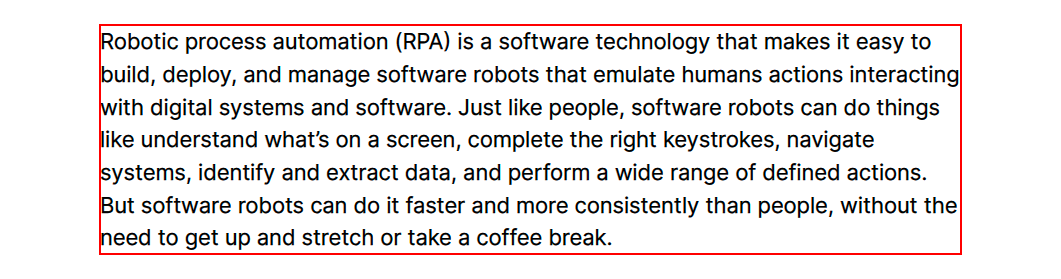 Robotic process automation (RPA) is a software technology that makes it easy to
build, deploy, and manage software robots that emulate humans actions interacting
with digital systems and software. Just like people, software robots can do things
like understand what’s on a screen, complete the right keystrokes, navigate
systems, identify and extract data, and perform a wide range of defined actions.
But software robots can do it faster and more consistently than people, without the
need to get up and stretch or take a coffee break.